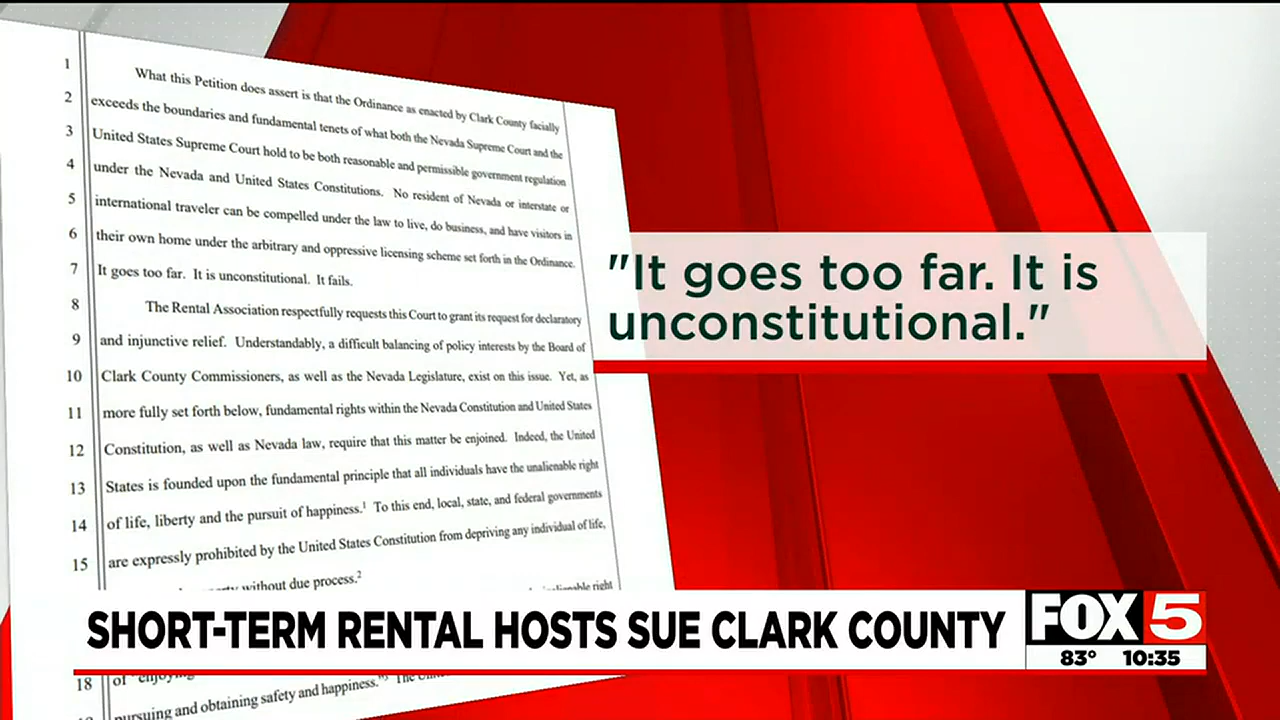 1 What this Petition does assert is that the Ordinance as enacted by Clark County facially
2 exceeds the boundaries and fundamental tenets of what both the Nevada Supreme Court and the
3 United States Supreme Court hold to be both reasonable and permissible government regulation
4 under the Nevada and United States Constitutions. No resident of Nevada or interstate or
5 international traveler can be compelled under the law to live, do business, and have visitors in
6 their own home under the arbitrary and oppressive licensing scheme set forth in the Ordinance.
7 It goes too far. It is unconstitutional. It fails.
8 The Rental Association respectfully requests this Court to grant its request for declaratory
9 and injunctive relief. Understandably, a difficult balancing of policy interests by the Board of
10 Clark County Commissioners, as well as the Nevada Legislature, exist on this issue. Yet, as
11 more fully set forth below, fundamental rights within the Nevada Constitution and United States
12 Constitution, as well as Nevada law, require that this matter be enjoined. Indeed, the United
13 States is founded upon the fundamental principle that all individuals have the unalienable right
14 of life, liberty and the pursuit of happiness.1 To this end, local, state, and federal governments
15 are expressly prohibited by the United States Constitution from depriving any individual of life,
without due process.2
right
18 of "enjoying
pursuing and obtaining safety and happiness."3 The
"It goes too far. It is
unconstitutional."
SHORT-TERM RENTAL HOSTS SUE CLARK COUNTY
FOX 5
83° 10:35